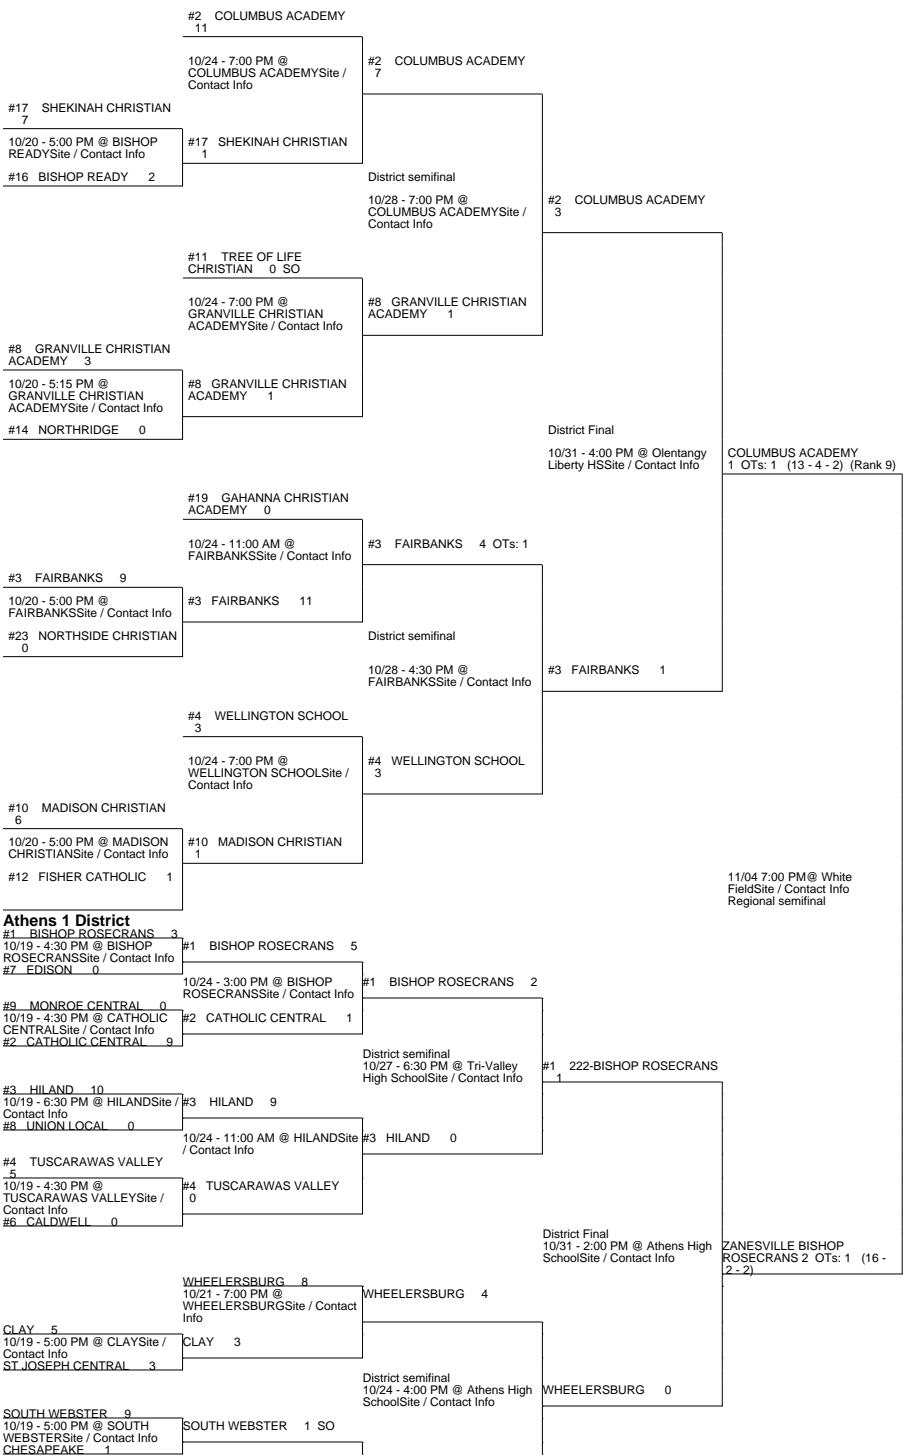 #2 COLUMBUS ACADEMY
11
10/24 - 7:00 PM @
COLUMBUS ACADEMYSite /
Contact Info
#2 COLUMBUS ACADEMY
7
#17 SHEKINAH CHRISTIAN
7
10/20 - 5:00 PM @ BISHOP
READYSite / Contact Info
#17 SHEKINAH CHRISTIAN
1
#16 BISHOP READY 2
District semifinal
10/28 - 7:00 PM @
COLUMBUS ACADEMYSite /
Contact Info
#2 COLUMBUS ACADEMY
3
#11 TREE OF LIFE
CHRISTIAN 0 SO
10/24 - 7:00 PM @
GRANVILLE CHRISTIAN
ACADEMYSite / Contact Info
#8 GRANVILLE CHRISTIAN
ACADEMY 1
#8 GRANVILLE CHRISTIAN
ACADEMY 3
10/20 - 5:15 PM @
GRANVILLE CHRISTIAN
ACADEMYSite / Contact Info
#8 GRANVILLE CHRISTIAN
ACADEMY 1
#14 NORTHRIDGE 0
District Final
10/31 - 4:00 PM @ Olentangy
Liberty HSSite / Contact Info
COLUMBUS ACADEMY
1 OTs: 1 (13 - 4 - 2) (Rank 9)
#19 GAHANNA CHRISTIAN
ACADEMY 0
10/24 - 11:00 AM @
FAIRBANKSSite / Contact Info
#3 FAIRBANKS 4 OTs: 1
#3 FAIRBANKS 9
10/20 - 5:00 PM @
FAIRBANKSSite / Contact Info
#3 FAIRBANKS 11
#23 NORTHSIDE CHRISTIAN
0
District semifinal
10/28 - 4:30 PM @
FAIRBANKSSite / Contact Info
#3 FAIRBANKS 1
#4 WELLINGTON SCHOOL
3
10/24 - 7:00 PM @
WELLINGTON SCHOOLSite /
Contact Info
#4 WELLINGTON SCHOOL
3
#10 MADISON CHRISTIAN
6
10/20 - 5:00 PM @ MADISON
CHRISTIANSite / Contact Info
#10 MADISON CHRISTIAN
1
#12 FISHER CATHOLIC 1
11/04 7:00 PM@ White
FieldSite / Contact Info
Regional semifinal
Athens 1 District
#1 BISHOP ROSECRANS 3
10/19 - 4:30 PM @ BISHOP
ROSECRANSSite / Contact Info
#7 EDISON 0
#1 BISHOP ROSECRANS 5
10/24 - 3:00 PM @ BISHOP
ROSECRANSSite / Contact Info
#1 BISHOP ROSECRANS 2
#9 MONROE CENTRAL 0
10/19 - 4:30 PM @ CATHOLIC
CENTRALSite / Contact Info
#2 CATHOLIC CENTRAL 9
#2 CATHOLIC CENTRAL 1
District semifinal
10/27 - 6:30 PM @ Tri-Valley
High SchoolSite / Contact Info
#1 222-BISHOP ROSECRANS
1
#3 HILAND 10
10/19 - 6:30 PM @ HILANDSite /
Contact Info
#8 UNION LOCAL 0
#3 HILAND 9
10/24 - 11:00 AM @ HILANDSite
/ Contact Info
#3 HILAND 0
#4 TUSCARAWAS VALLEY
5
10/19 - 4:30 PM @
TUSCARAWAS VALLEYSite /
Contact Info
#6 CALDWELL 0
#4 TUSCARAWAS VALLEY
0
District Final
10/31 - 2:00 PM @ Athens High
SchoolSite / Contact Info
ZANESVILLE BISHOP
ROSECRANS 2 OTs: 1 (16 -
2 - 2)
WHEELERSBURG 8
10/21 - 7:00 PM @
WHEELERSBURGSite / Contact
Info
WHEELERSBURG 4
CLAY 5
10/19 - 5:00 PM @ CLAYSite /
Contact Info
ST JOSEPH CENTRAL 3
CLAY 3
District semifinal
10/24 - 4:00 PM @ Athens High
SchoolSite / Contact Info
WHEELERSBURG 0
SOUTH WEBSTER 9
10/19 - 5:00 PM @ SOUTH
WEBSTERSite / Contact Info
CHESAPEAKE 1
SOUTH WEBSTER 1 SO